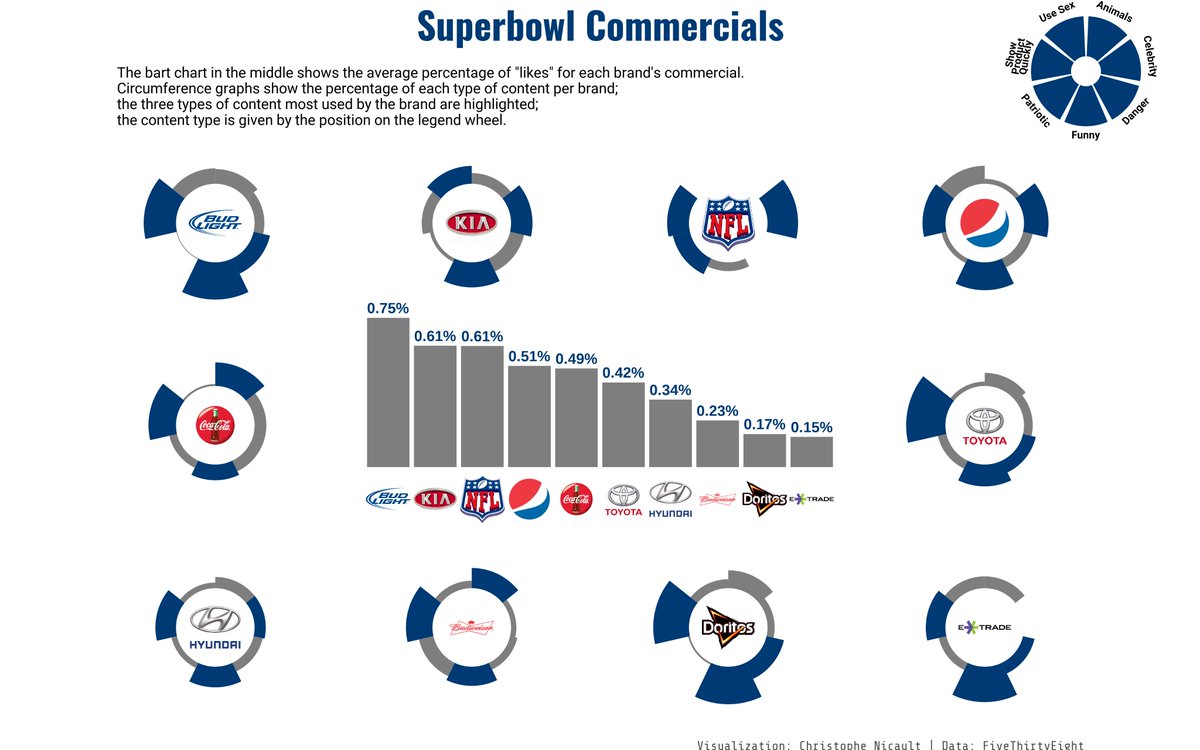 Superbowl Commercials
The bart chart in the middle shows the average percentage of "likes" for each brand's commercial.
Circumference graphs show the percentage of each type of content per brand;
the three types of content most used by the brand are highlighted;
the content type is given by the position on the legend wheel.
Use Sex
Animals
Show
Product
Quickly
Celebrity
Patriotic
Danger
Funny
BUD
LIGHT
KIA
NFL
0.75%
0.61% 0.61%
0.51% 0.49%
0.42%
0.34%
0.23%
0.17% 0.15%
Coca-Cola
TOYOTA
BUD
LIGHT
KIA
NFL
Coca-Cola
TOYOTA
HYUNDAI
Budweiser
Doritos
E*TRADE
HYUNDAI
Budweiser
Doritos
E*TRADE
Visualization: Christophe Nicault | Data: FiveThirtyEight